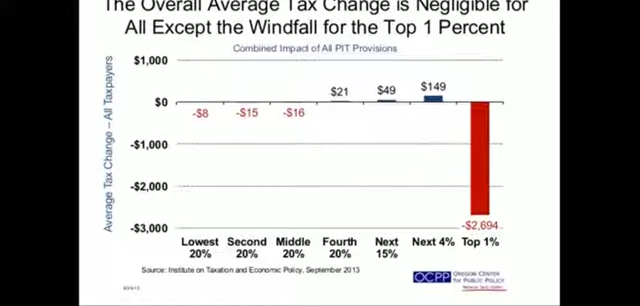 The Overall Average Tax Change is Negligible for
All Except the Windfall for the Top 1 Percent
Combined Impact of All PIT Provisions
Average Tax Change – All Taxpayers
$1,000
$0
-$1,000
-$2,000
-$3,000
-$8
-$15
-$16
$21
$49
$149
-$2,694
Lowest 20%
Second 20%
Middle 20%
Fourth 20%
Next 15%
Next 4%
Top 1%
Source: Institute on Taxation and Economic Policy, September 2013
OCPP
OREGON CENTER
FOR PUBLIC POLICY